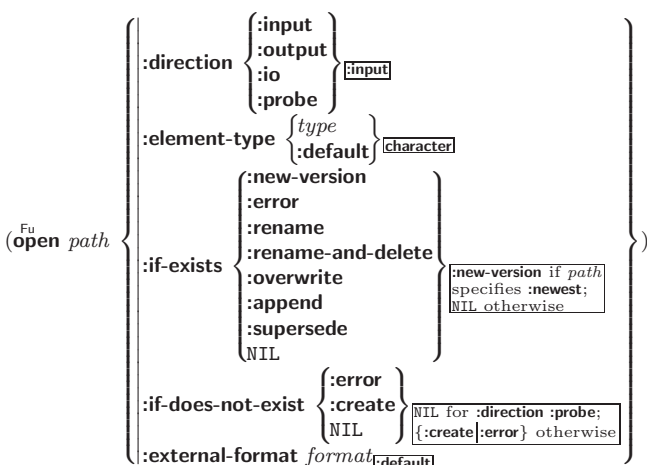 :input
:output
:direction
:io
:probe
:input
:element-type
type
:default
character
:new-version
:error
:rename
Fu
(open path
:rename-and-delete
)
:if-exists
:overwrite
:append
:supersede
NIL
:new-version if path
specifies :newest;
NIL otherwise
:error
:if-does-not-exist
:create
NIL
NIL for :direction :probe;
{:create|:error} otherwise
:external-format format
:default